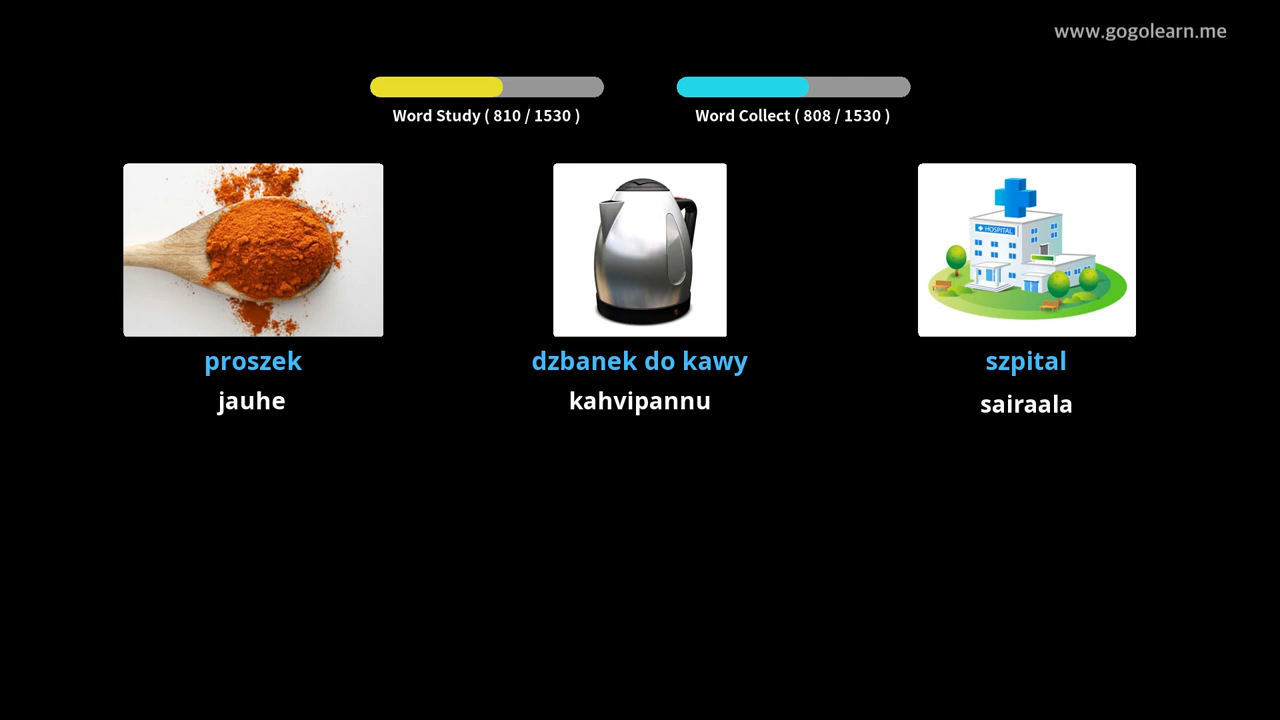 www.gogolearn.me
Word Study ( 810 / 1530 )
Word Collect ( 808 / 1530 )
HOSPITAL
proszek
dzbanek do kawy
szpital
jauhe
kahvipannu
sairaala